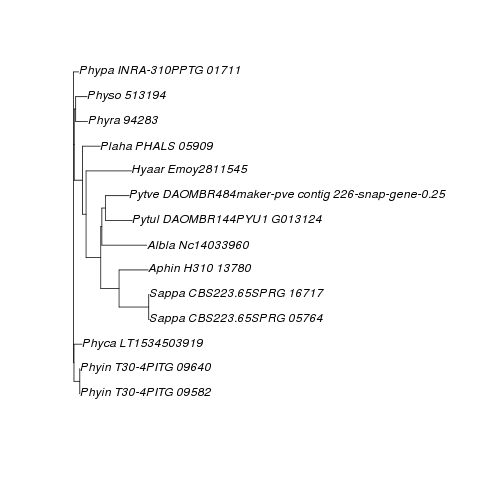 Phypa INRA-310PPTG 01711
Physo 513194
Phyra 94283
Plaha PHALS 05909
Hyaar Emoy2811545
Pytve DAOMBR484maker-pve contig 226-snap-gene-0.25
Pytul DAOMBR144PYU1 G013124
Albla Nc14033960
Aphin H310 13780
Sappa CBS223.65SPRG 16717
Sappa CBS223.65SPRG 05764
Phyca LT1534503919
Phyin T30-4PITG 09640
Phyin T30-4PITG 09582